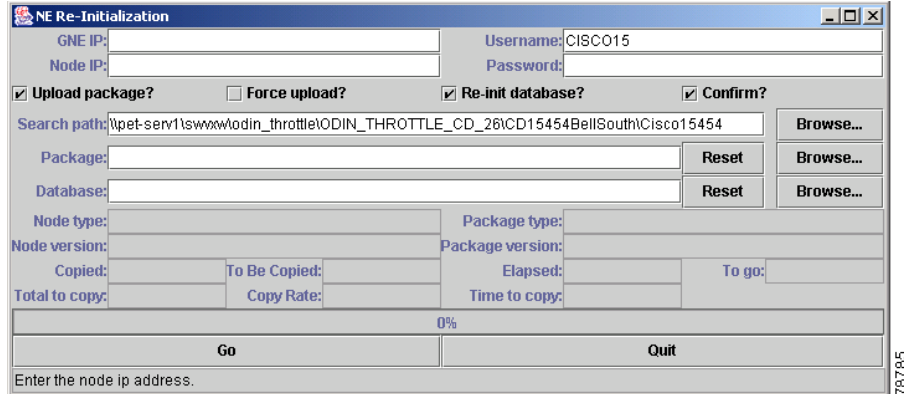 NE Re-Initialization
GNE IP: Username: CISCO15
Node IP: Password:
Upload package? Force upload? Re-init database? Confirm?
Search path: \\pet-serv1\swxw\odin_throttle\ODIN_THROTTLE_CD_26\CD15454BellSouth\Cisco15454 Browse...
Package: Reset Browse...
Database: Reset Browse...
Node type: Package type:
Node version: Package version:
Copied: To Be Copied: Elapsed: To go:
Total to copy: Copy Rate: Time to copy:
0%
Go Quit
Enter the node ip address.
78785